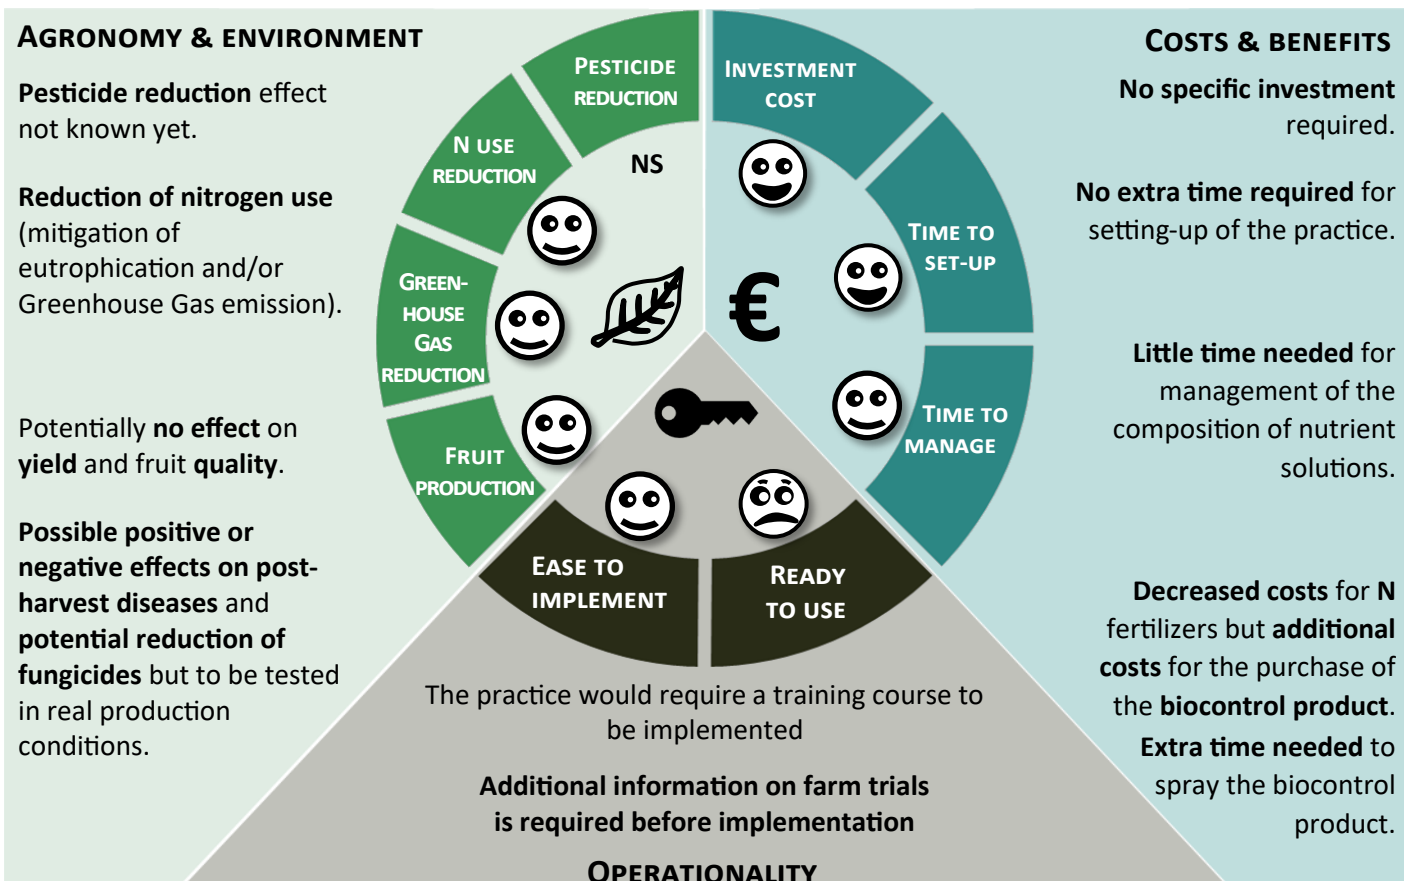 AGRONOMY & ENVIRONMENT
Pesticide reduction effect
not known yet.
Reduction of nitrogen use
(mitigation of
eutrophication and/or
Greenhouse Gas emission).
Potentially no effect on
yield and fruit quality.
Possible positive or
negative effects on post-
harvest diseases and
potential reduction of
fungicides but to be tested
in real production
conditions.
PESTICIDE
REDUCTION
N USE
REDUCTION
GREEN-
HOUSE
GAS
REDUCTION
FRUIT
PRODUCTION
NS
€
INVESTMENT
COST
TIME TO
SET-UP
TIME TO
MANAGE
EASE TO
IMPLEMENT
READY
TO USE
COSTS & BENEFITS
No specific investment
required.
No extra time required for
setting-up of the practice.
Little time needed for
management of the
composition of nutrient
solutions.
Decreased costs for N
fertilizers but additional
costs for the purchase of
the biocontrol product.
Extra time needed to
spray the biocontrol
product.
The practice would require a training course to
be implemented
Additional information on farm trials
is required before implementation
OPERATIONALITY